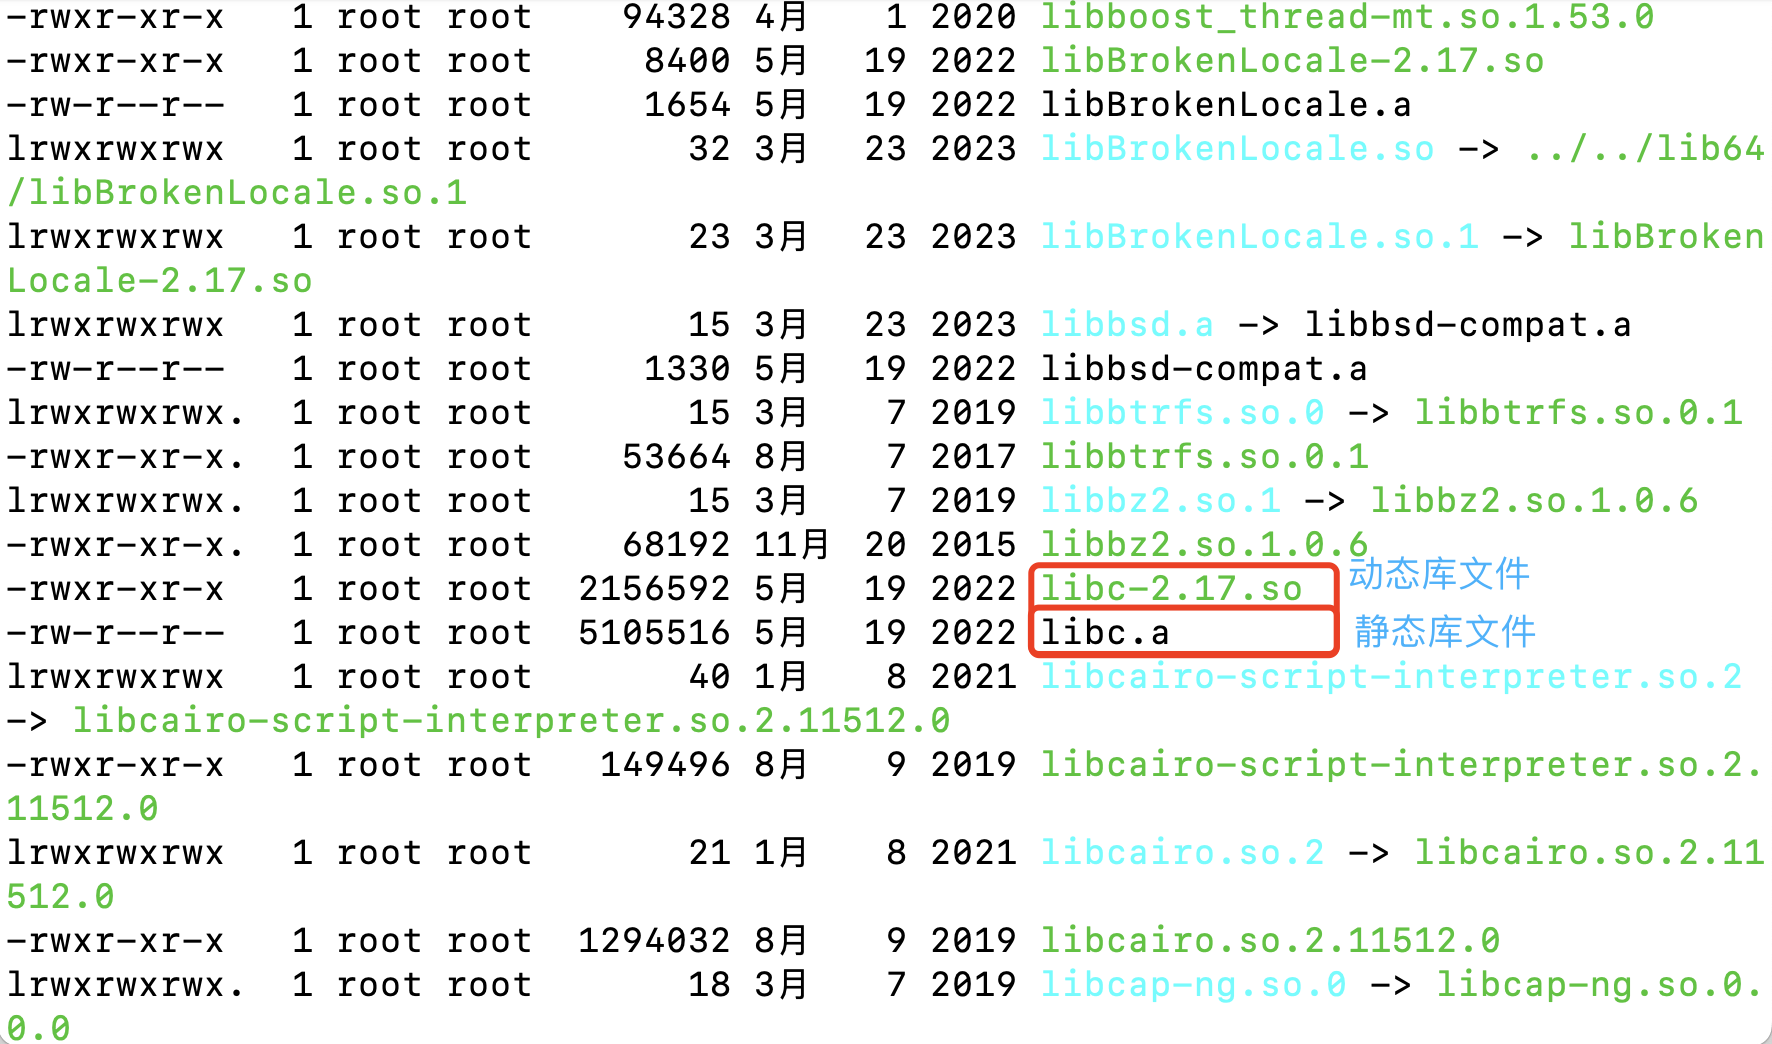 -rwxr-xr-x 1 root root 94328 4月 1 2020 libboost_thread-mt.so.1.53.0
-rwxr-xr-x 1 root root 8400 5月 19 2022 libBrokenLocale-2.17.so
-rw-r--r-- 1 root root 1654 5月 19 2022 libBrokenLocale.a
lrwxrwxrwx 1 root root 32 3月 23 2023 libBrokenLocale.so -> ../../lib64
/libBrokenLocale.so.1
lrwxrwxrwx 1 root root 23 3月 23 2023 libBrokenLocale.so.1 -> libBroken
Locale-2.17.so
lrwxrwxrwx 1 root root 15 3月 23 2023 libbsd.a -> libbsd-compat.a
-rw-r--r-- 1 root root 1330 5月 19 2022 libbsd-compat.a
lrwxrwxrwx. 1 root root 15 3月 7 2019 libbtrfs.so.0 -> libbtrfs.so.0.1
-rwxr-xr-x. 1 root root 53664 8月 7 2017 libbtrfs.so.0.1
lrwxrwxrwx. 1 root root 15 3月 7 2019 libbz2.so.1 -> libbz2.so.1.0.6
-rwxr-xr-x. 1 root root 68192 11月 20 2015 libbz2.so.1.0.6
-rwxr-xr-x 1 root root 2156592 5月 19 2022 libc-2.17.so 动态库文件
-rw-r--r-- 1 root root 5105516 5月 19 2022 libc.a 静态库文件
lrwxrwxrwx 1 root root 40 1月 8 2021 libcairo-script-interpreter.so.2
-> libcairo-script-interpreter.so.2.11512.0
-rwxr-xr-x 1 root root 149496 8月 9 2019 libcairo-script-interpreter.so.2.
11512.0
lrwxrwxrwx 1 root root 21 1月 8 2021 libcairo.so.2 -> libcairo.so.2.11
512.0
-rwxr-xr-x 1 root root 1294032 8月 9 2019 libcairo.so.2.11512.0
lrwxrwxrwx. 1 root root 18 3月 7 2019 libcap-ng.so.0 -> libcap-ng.so.0.
0.0